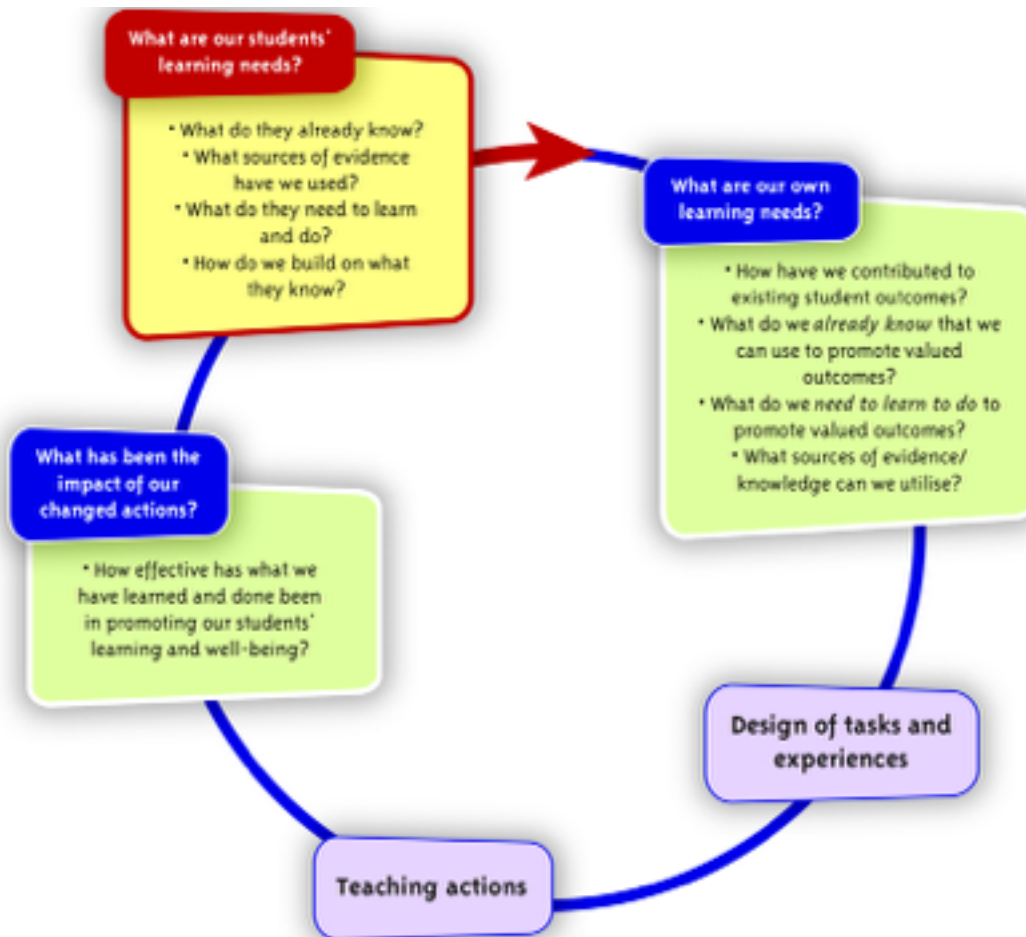 What are our students'
learning needs?
• What do they already know?
• What sources of evidence
have we used?
• What do they need to learn
and do?
• How do we build on what
they know?
What are our own
learning needs?
• How have we contributed to
existing student outcomes?
• What do we already know that we
can use to promote valued
outcomes?
• What do we need to learn to do to
promote valued outcomes?
• What sources of evidence/
knowledge can we utilise?
Design of tasks and
experiences
Teaching actions
What has been the
impact of our
changed actions?
• How effective has what we
have learned and done been
in promoting our students'
learning and well-being?